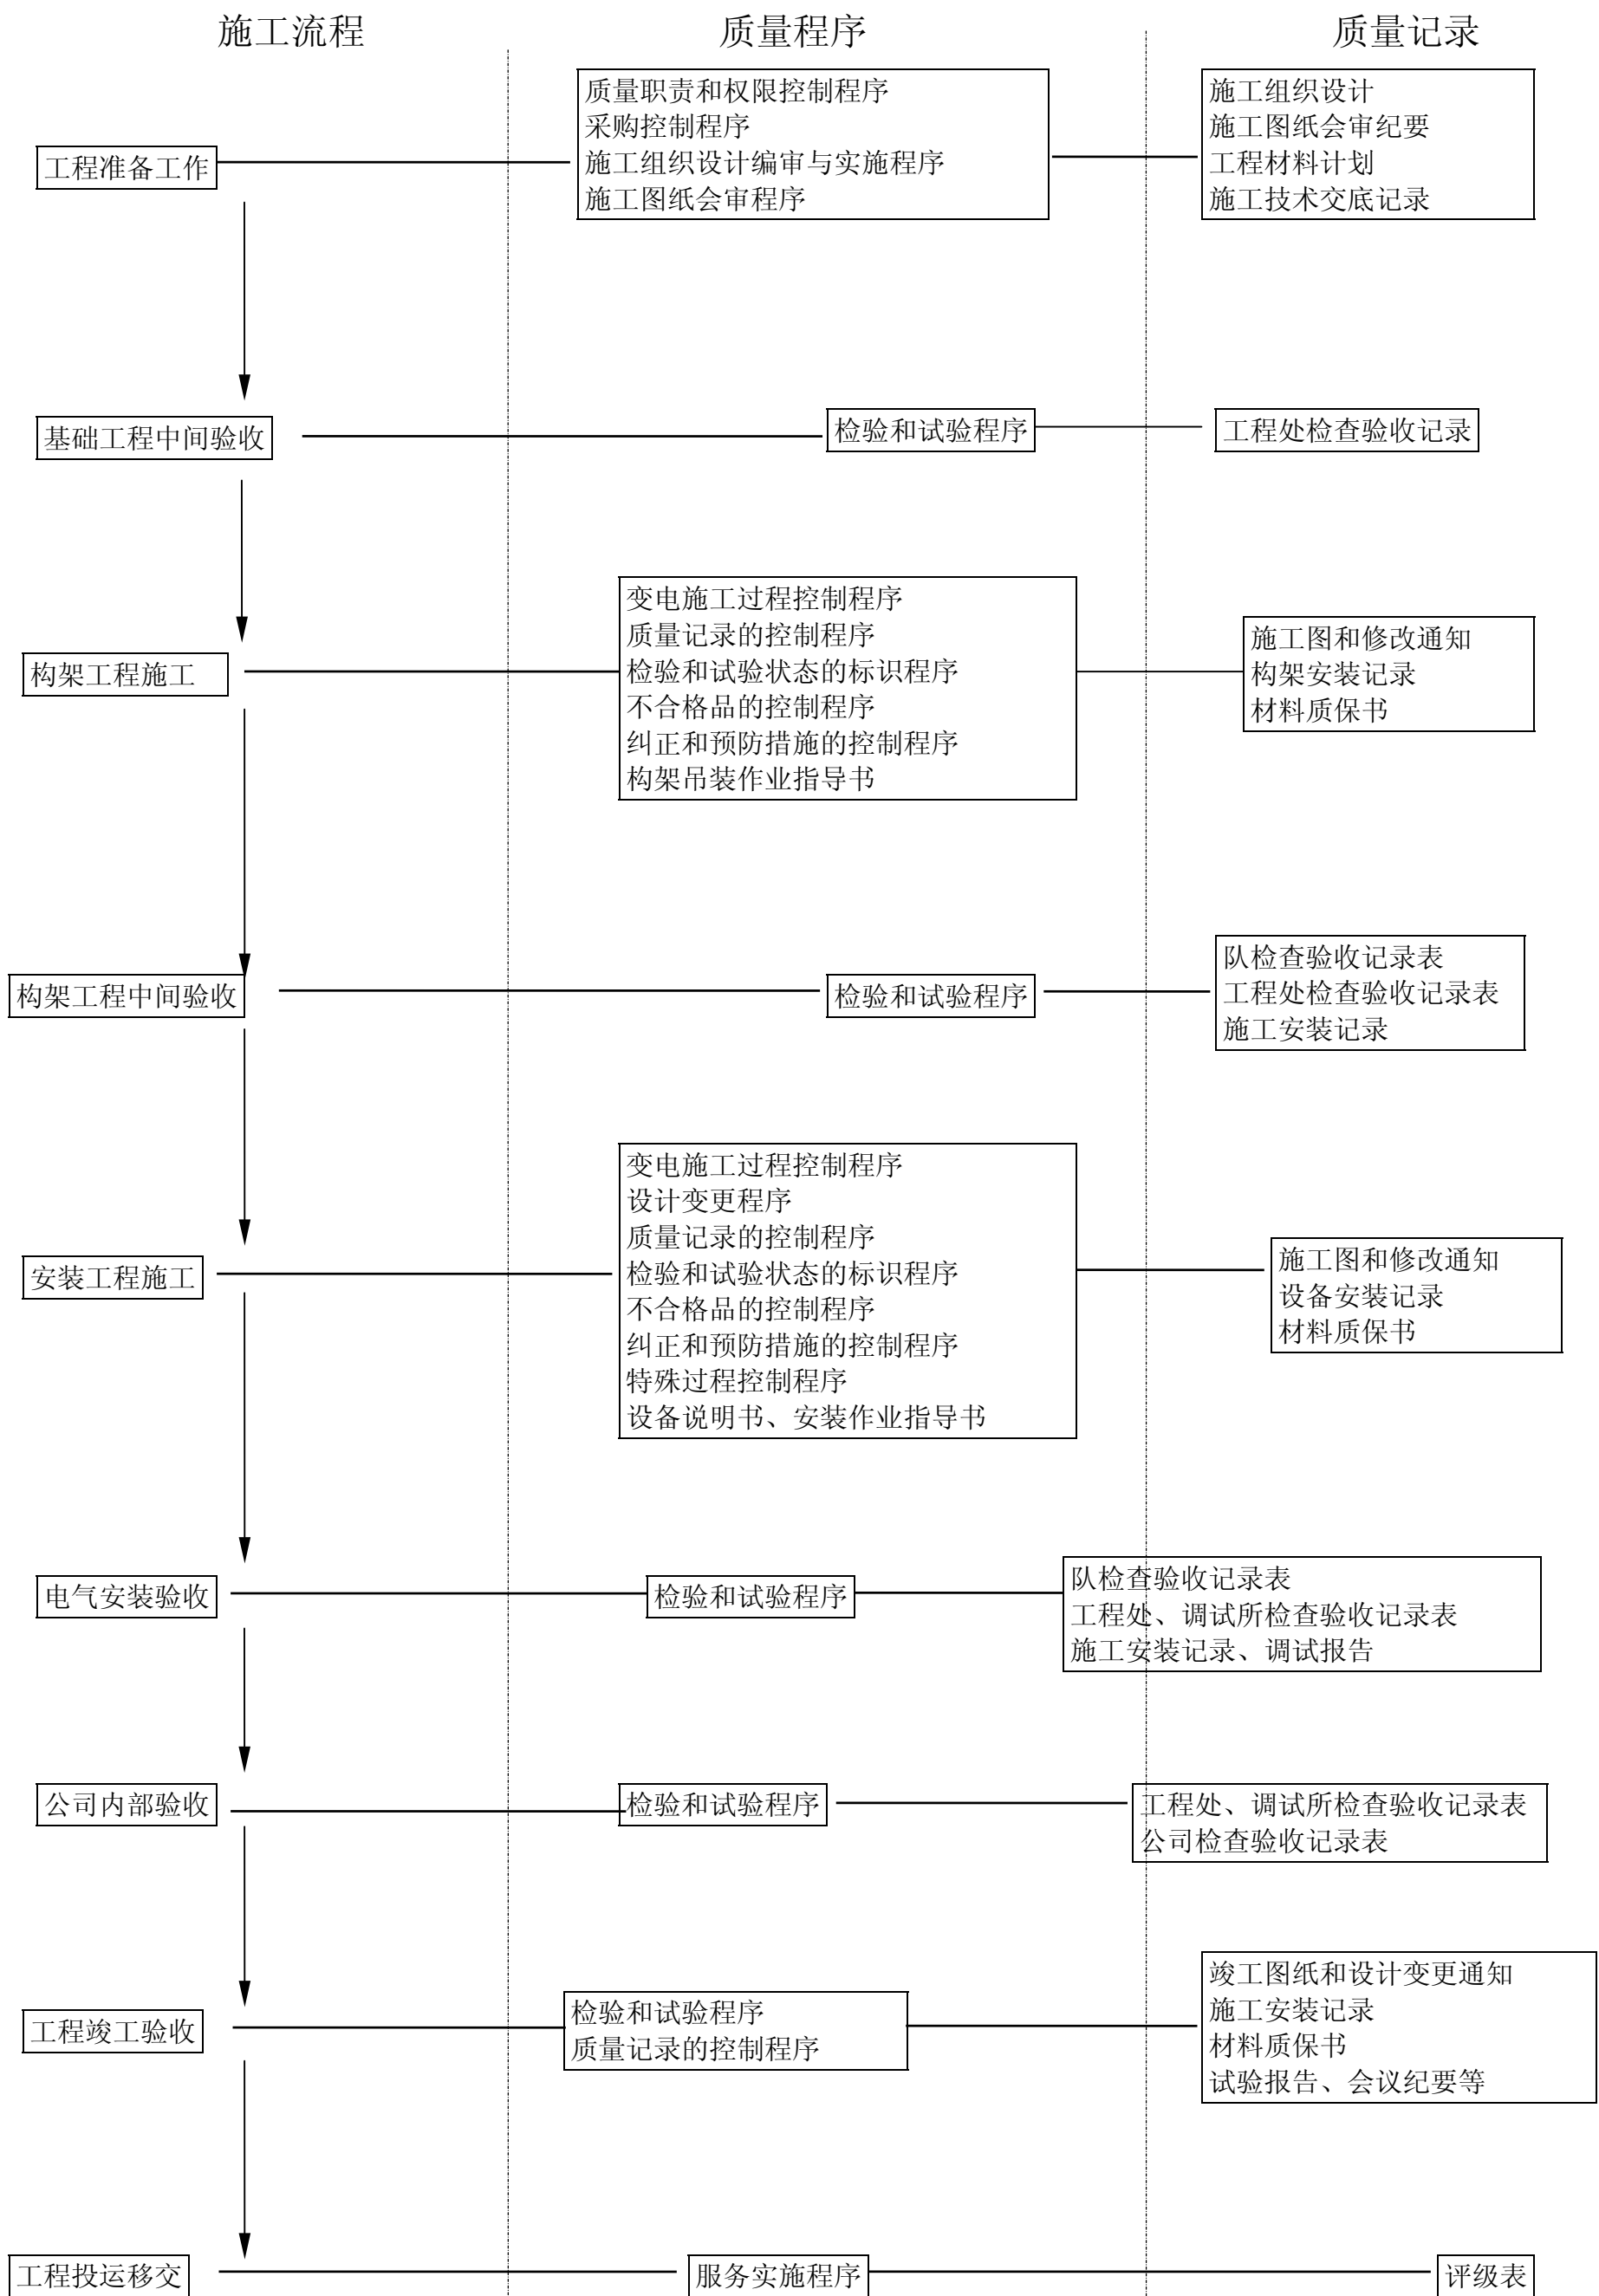 施工流程
质量程序
质量记录
工程准备工作
质量职责和权限控制程序
采购控制程序
施工组织设计编审与实施程序
施工图纸会审程序
施工组织设计
施工图纸会审纪要
工程材料计划
施工技术交底记录
基础工程中间验收
检验和试验程序
工程处检查验收记录
构架工程施工
变电施工过程控制程序
质量记录的控制程序
检验和试验状态的标识程序
不合格品的控制程序
纠正和预防措施的控制程序
构架吊装作业指导书
施工图和修改通知
构架安装记录
材料质保书
构架工程中间验收
检验和试验程序
队检查验收记录表
工程处检查验收记录表
施工安装记录
安装工程施工
变电施工过程控制程序
设计变更程序
质量记录的控制程序
检验和试验状态的标识程序
不合格品的控制程序
纠正和预防措施的控制程序
特殊过程控制程序
设备说明书、安装作业指导书
施工图和修改通知
设备安装记录
材料质保书
电气安装验收
检验和试验程序
队检查验收记录表
工程处、调试所检查验收记录表
施工安装记录、调试报告
公司内部验收
检验和试验程序
工程处、调试所检查验收记录表
公司检查验收记录表
工程竣工验收
检验和试验程序
质量记录的控制程序
竣工图纸和设计变更通知
施工安装记录
材料质保书
试验报告、会议纪要等
工程投运移交
服务实施程序
评级表